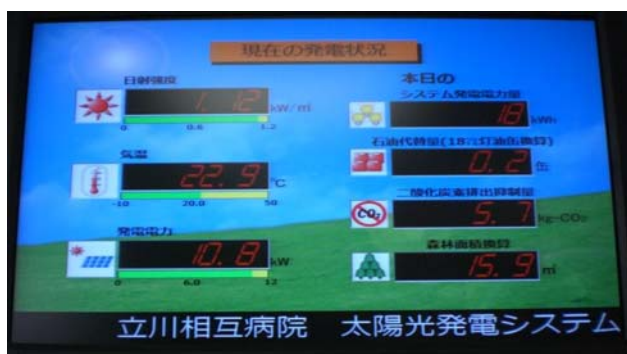 現在の発電状況
日射強度
1.12 kW/㎡
0 0.6 1.2
気温
22.9 ℃
-10 20.0 50
発電電力
10.8 kW
0 6.0 12
本日の
システム発電電力量
18 kWh
石油代替量(18㍑灯油缶換算)
0.2 缶
二酸化炭素排出抑制量
CO₂
5.7 kg-CO₂
森林面積換算
15.9 ㎡
立川相互病院 太陽光発電システム